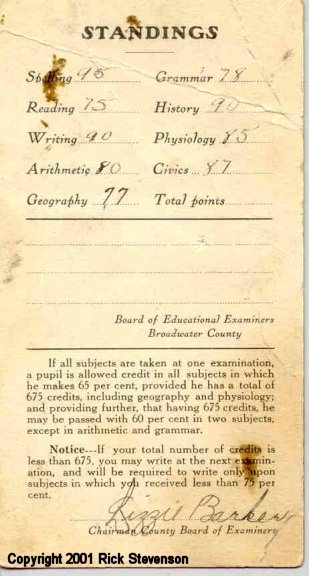 STANDINGS
Spelling 95 Grammar 78
Reading 75 History 90
Writing 90 Physiology 85
Arithmetic 80 Civics 87
Geography 77 Total points
Board of Educational Examiners
Broadwater County
If all subjects are taken at one examination,
a pupil is allowed credit in all subjects in which
he makes 65 per cent, provided he has a total of
675 credits, including geography and physiology;
and providing further, that having 675 credits, he
may be passed with 60 per cent in two subjects,
except in arithmetic and grammar.
Notice—If your total number of credits is
less than 675, you may write at the next examin-
ation, and will be required to write only upon
subjects in which you received less than 75 per
cent.
Lizzie Barker
Chairman County Board of Examiners
Copyright 2001 Rick Stevenson